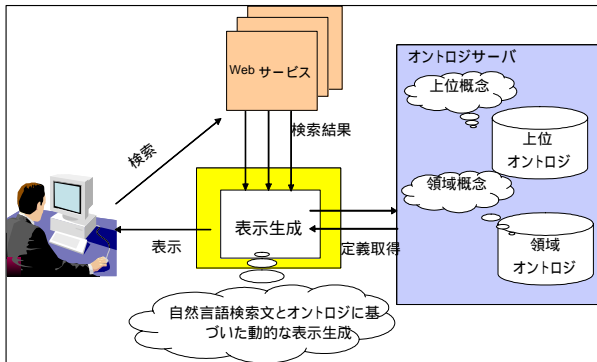 Web サービス
オントロジサーバ
上位概念
上位
オントロジ
領域概念
領域
オントロジ
検索
検索結果
表示生成
表示
定義取得
自然言語検索文とオントロジに基
づいた動的な表示生成